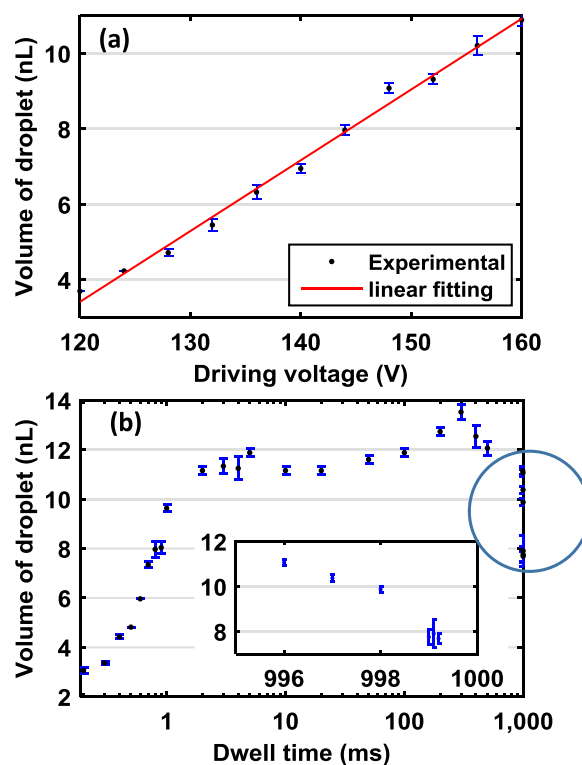 (a)
Volume of droplet (nL)
10
8
6
4
Experimental
linear fitting
120 130 140 150 160
Driving voltage (V)
(b)
Volume of droplet (nL)
14
12
10
8
6
4
2
12
10
8
996 998 1000
1 10 100 1,000
Dwell time (ms)